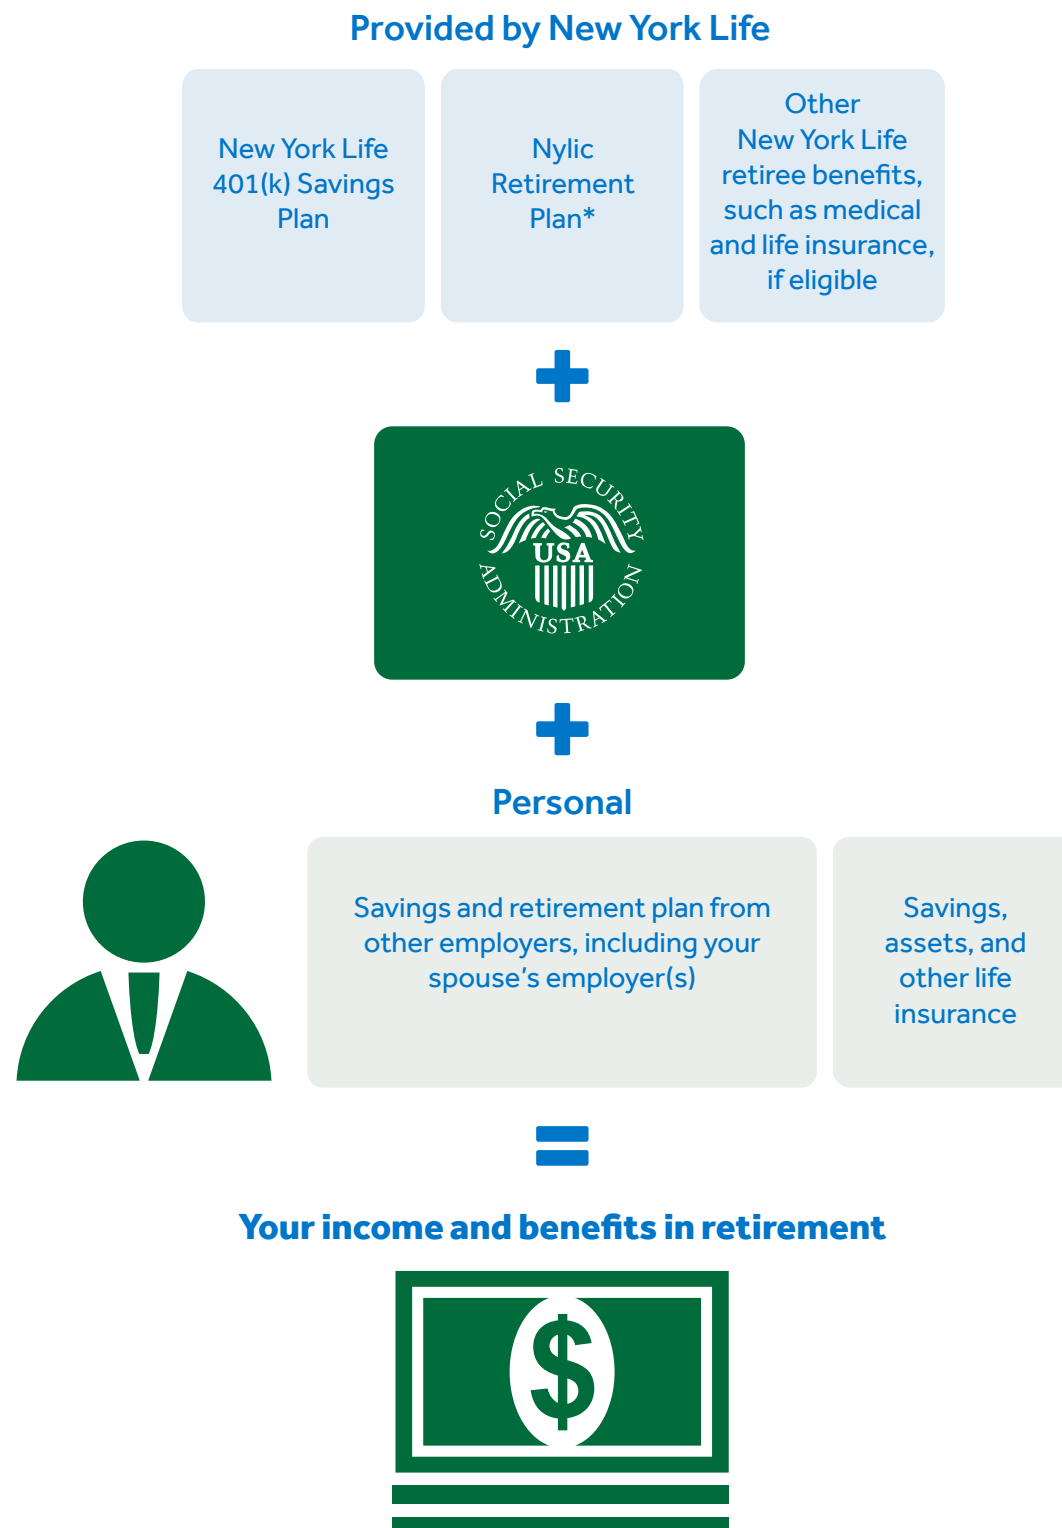 Provided by New York Life
New York Life
401(k) Savings
Plan
Nylic
Retirement
Plan*
Other
New York Life
retiree benefits,
such as medical
and life insurance,
if eligible
SOCIAL SECURITY
USA
ADMINISTRATION
Personal
Savings and retirement plan from
other employers, including your
spouse’s employer(s)
Savings,
assets, and
other life
insurance
Your income and benefits in retirement
$